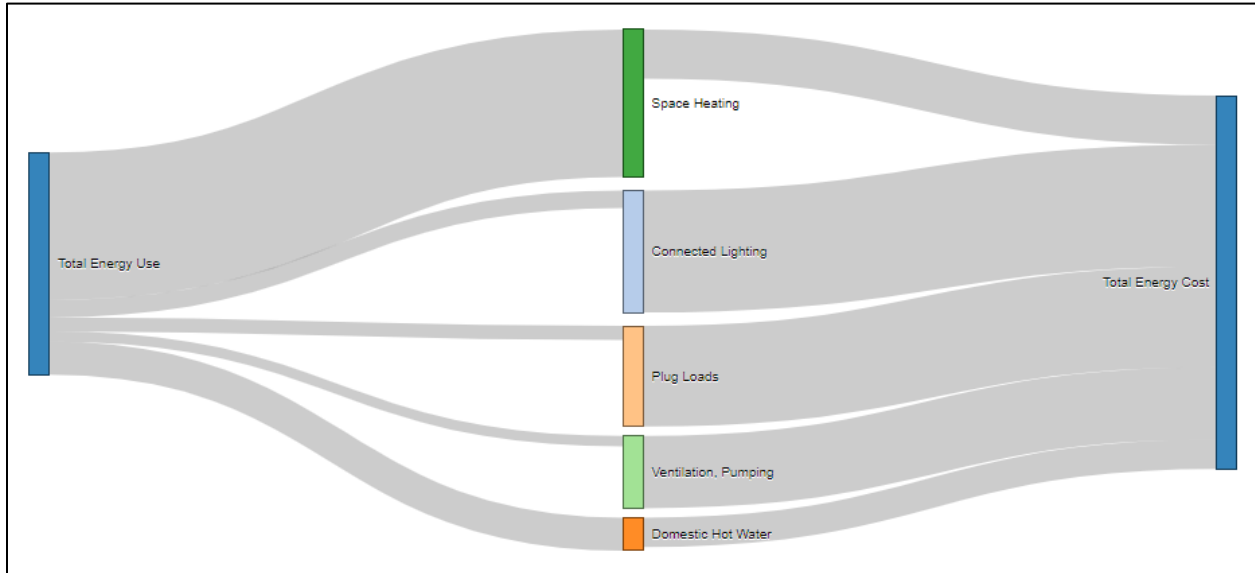 Total Energy Use
Space Heating
Connected Lighting
Plug Loads
Ventilation, Pumping
Domestic Hot Water
Total Energy Cost